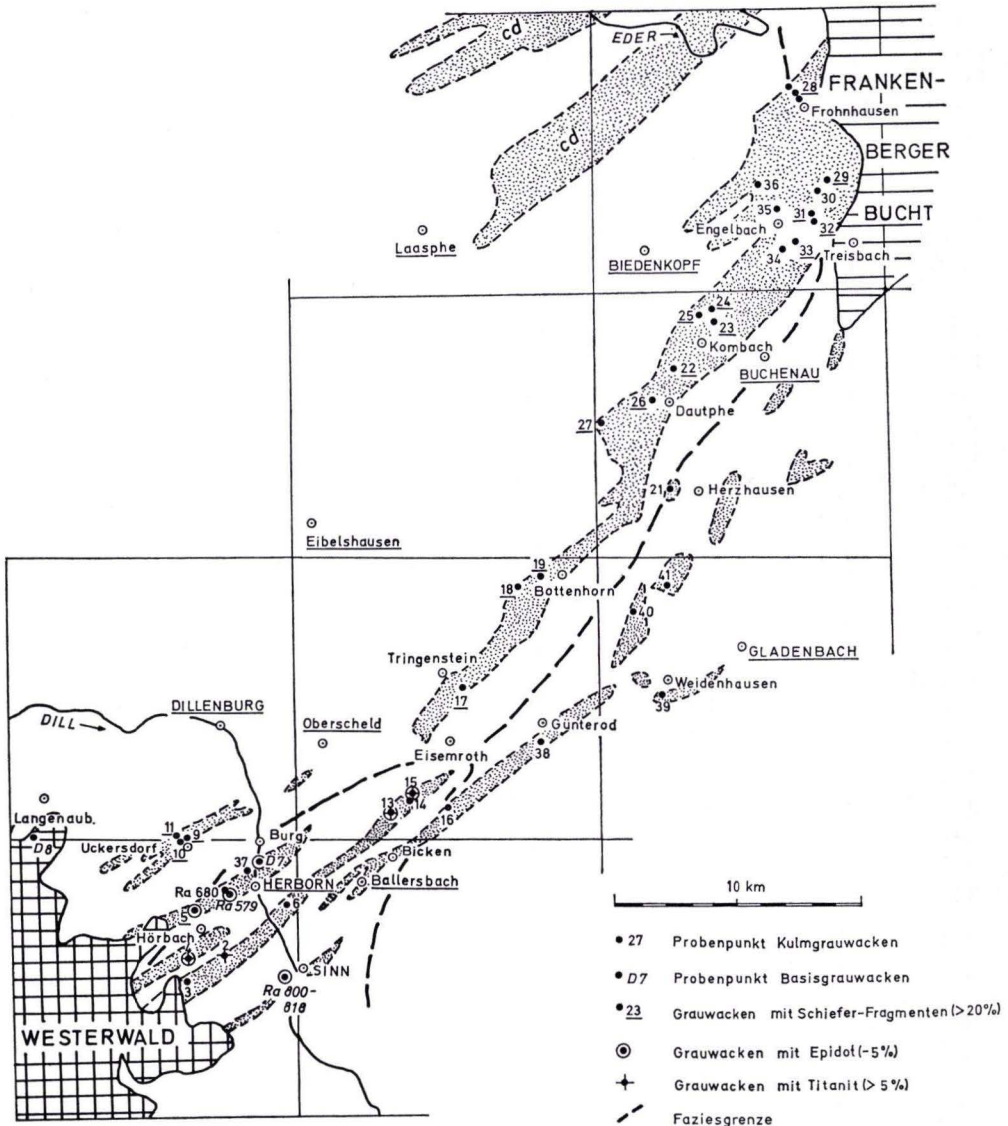 cd
EDER
28
FRANKEN-
Frohnhausen
cd
BERGER
36
29
30
35
31
BUCHT
Engelbach
32
Laasphe
33
34
Treisbach
BIEDENKOPF
24
25
23
Kombach
22
BUCHENAU
26
Dautphe
27
21
Herzhausen
Eibelshausen
19
41
18
Bottenhorn
40
GLADENBACH
Tringenstein
Weidenhausen
17
39
DILL
DILLENBURG
Oberscheld
Günterod
Eisemroth
38
15
13
14
Langenaub.
16
11
9
D8
Uckersdorf
10
Burg
Bicken
37
D7
HERBORN
Ballersbach
Ra 680
Ra 579
6
5
Hörbach
4
2
SINN
3
Ra 800-
818
WESTERWALD
10 km
27 Probenpunkt Kulmgrauwacken
D7 Probenpunkt Basisgrauwacken
23 Grauwacken mit Schiefer-Fragmenten (>20%)
Grauwacken mit Epidot (-5%)
Grauwacken mit Titanit (> 5%)
Faziesgrenze